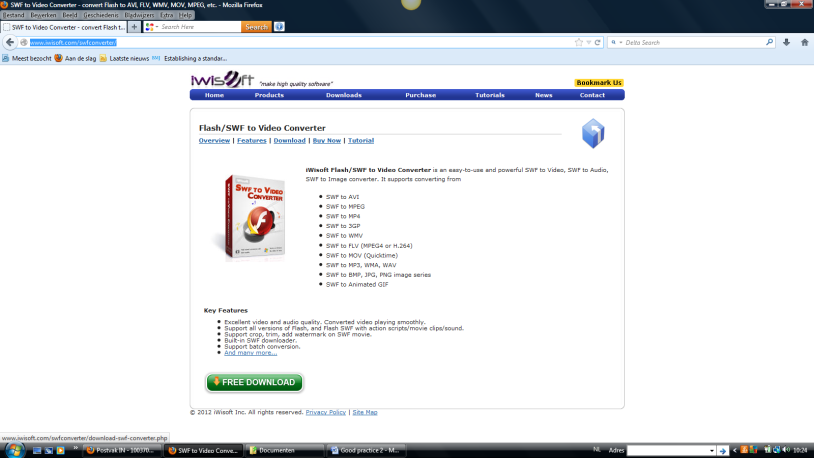 SWF to Video Converter - convert Flash to AVI, FLV, WMV, MOV, MPEG, etc. - Mozilla Firefox
Bestand Bewerken Beeld Geschiedenis Bladwijzers Extra Help
SWF to Video Converter - convert Flash t... + Search Here Search
www.iwisoft.com/swfconverter/ Delta Search
Meest bezocht Aan de slag Laatste nieuws Establishing a standar...
iwisoft "make high quality software" Bookmark Us
Home Products Downloads Purchase Tutorials News Contact
Flash/SWF to Video Converter
Overview | Features | Download | Buy Now | Tutorial
iWisoft Flash/SWF to Video Converter is an easy-to-use and powerful SWF to Video, SWF to Audio,
SWF to Image converter. It supports converting from
SWF TO VIDEO
CONVERTER
SWF to AVI
SWF to MPEG
SWF to MP4
SWF to 3GP
SWF to WMV
SWF to FLV (MPEG4 or H.264)
SWF to MOV (Quicktime)
SWF to MP3, WMA, WAV
SWF to BMP, JPG, PNG image series
SWF to Animated GIF
Key Features
Excellent video and audio quality. Converted video playing smoothly.
Support all versions of Flash, and Flash SWF with action scripts/movie clips/sound.
Support crop, trim, add watermark on SWF movie.
Built-in SWF downloader.
Support batch conversion.
And many more...
FREE DOWNLOAD
© 2012 iWisoft Inc. All rights reserved. Privacy Policy | Site Map
www.iwisoft.com/swfconverter/download-swf-converter.php
Postvak IN - 100370... SWF to Video Conve... Documenten Good practice 2 - M... NL Adres 10:24